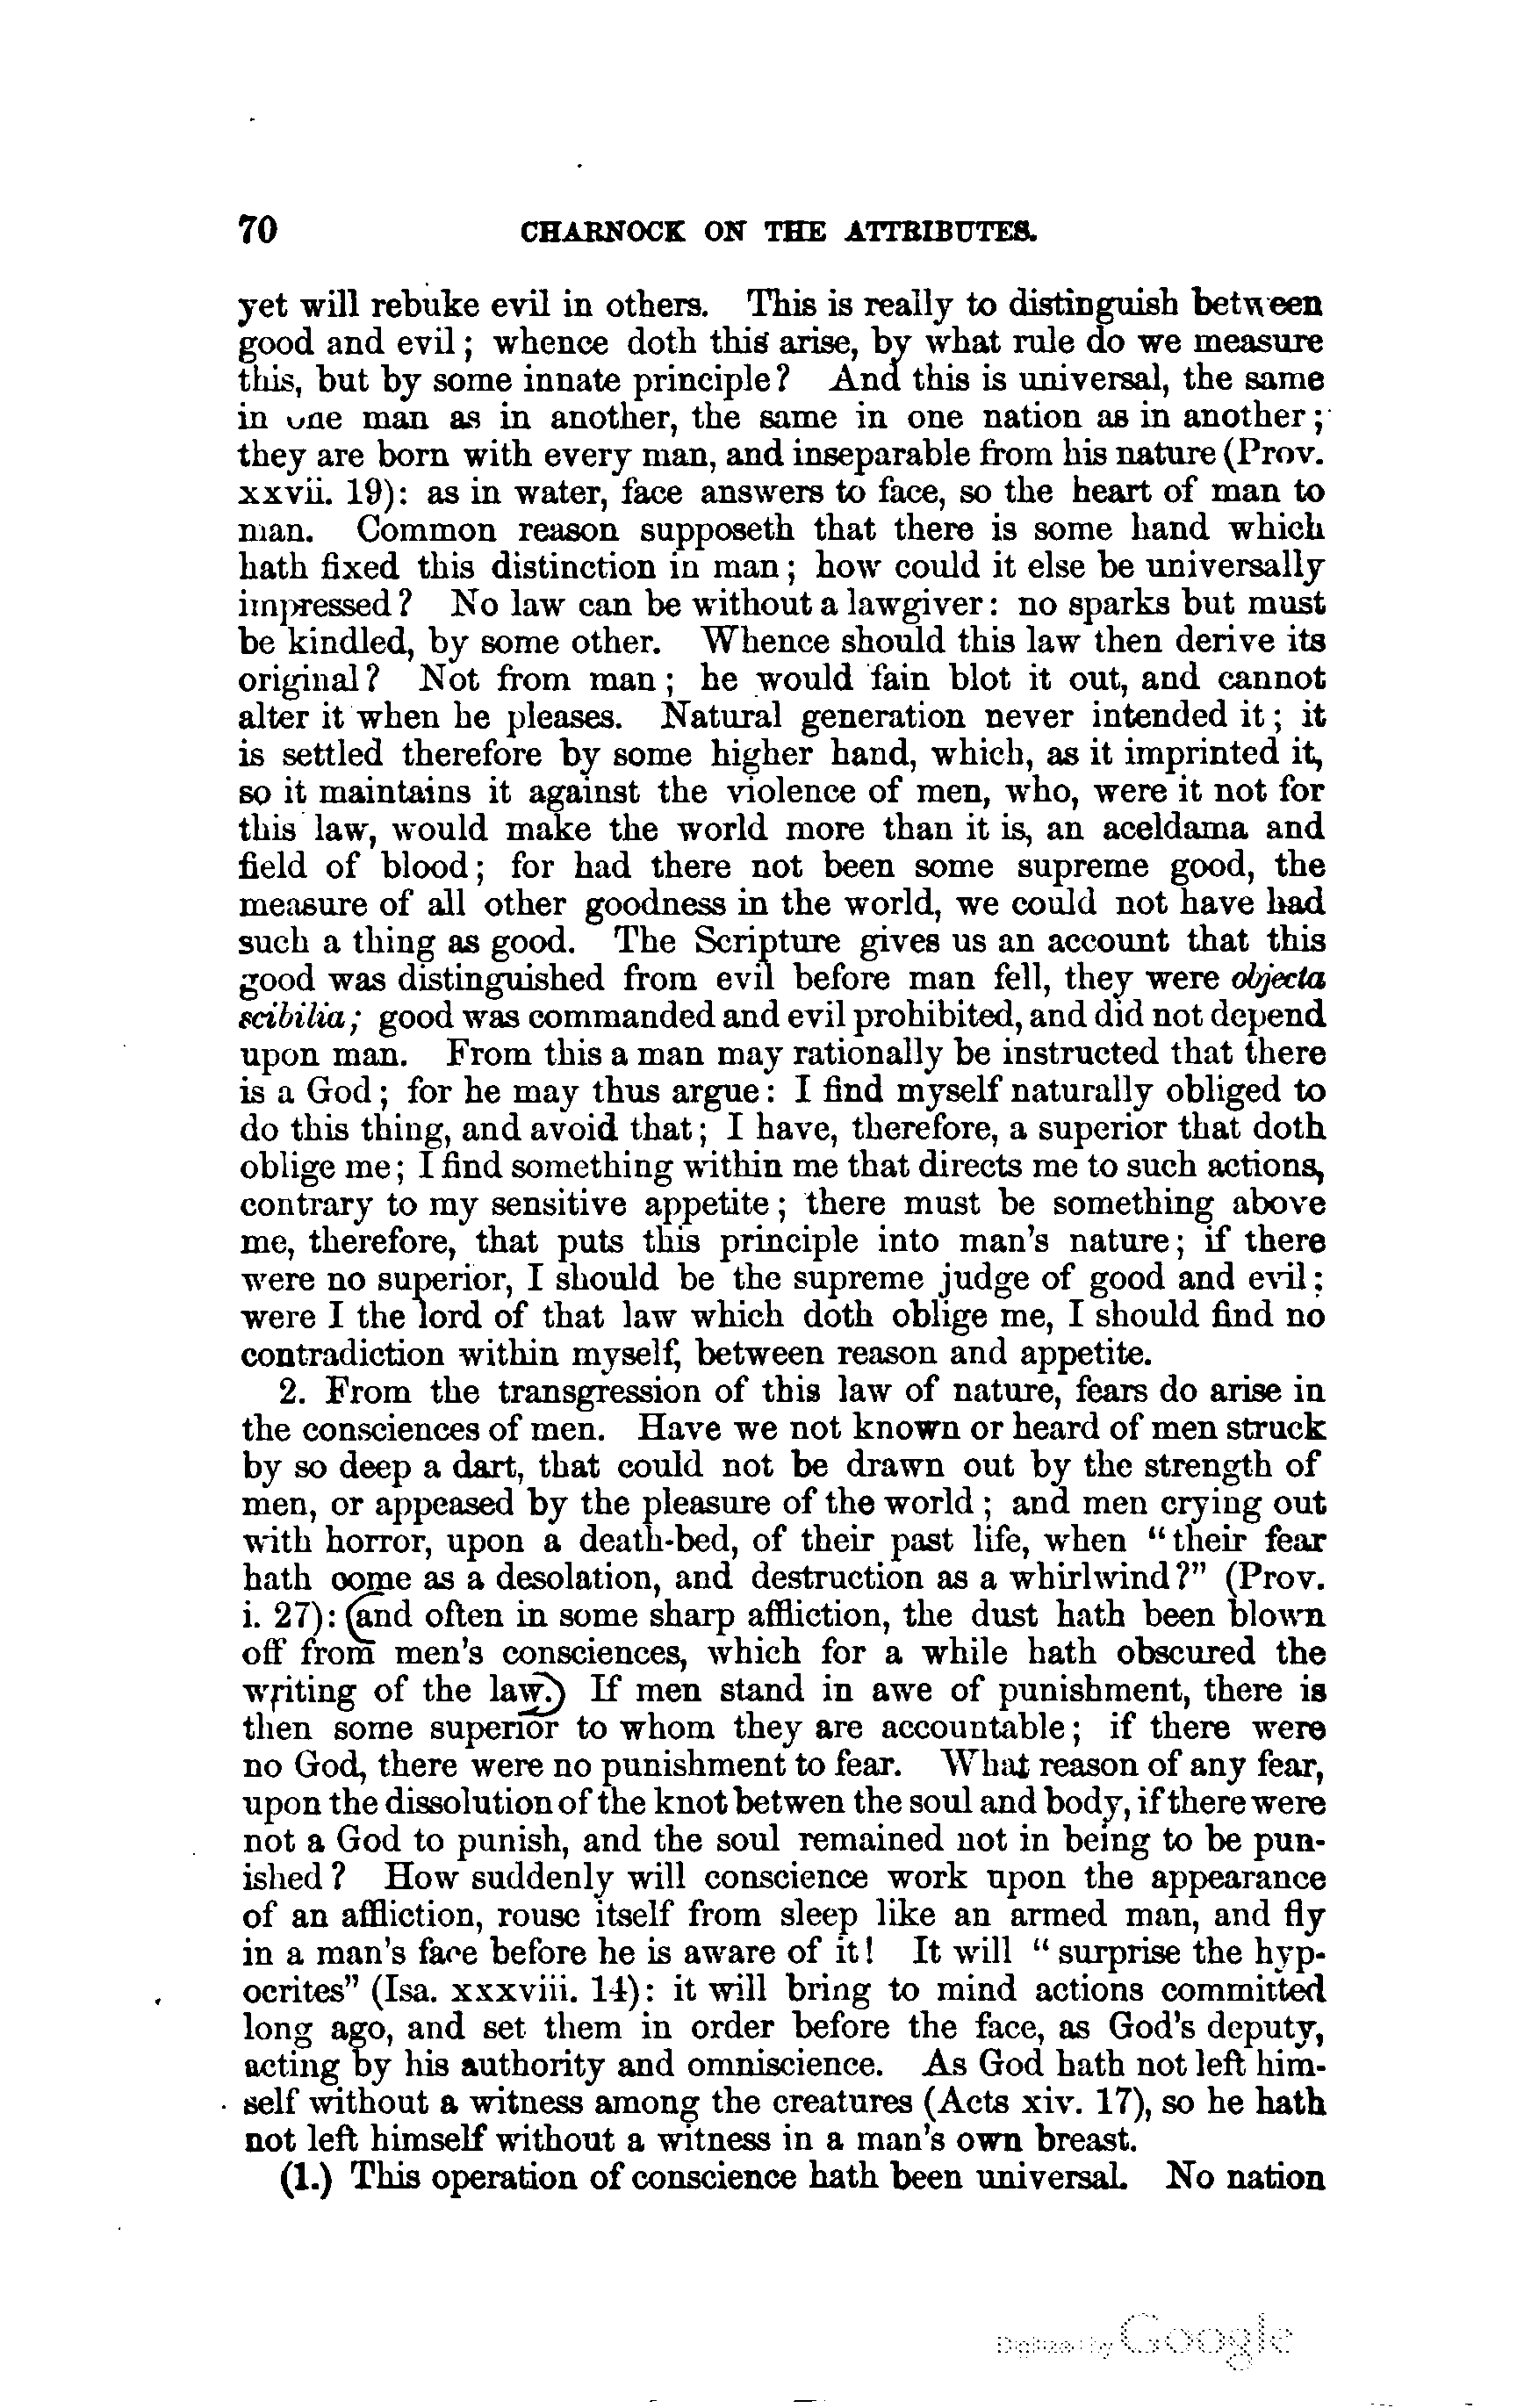 70 CHARNOCK ON THE ATTRIBUTES.
yet will rebuke evil in others. This is really to distinguish between
good and evil; whence doth this arise, by what rule do we measure
this, but by some innate principle? And this is universal, the same
in one man as in another, the same in one nation as in another;
they are born with every man, and inseparable from his nature (Prov.
xxvii. 19): as in water, face answers to face, so the heart of man to
man. Common reason supposeth that there is some hand which
hath fixed this distinction in man; how could it else be universally
impressed? No law can be without a lawgiver: no sparks but must
be kindled, by some other. Whence should this law then derive its
original? Not from man; he would fain blot it out, and cannot
alter it when he pleases. Natural generation never intended it; it
is settled therefore by some higher hand, which, as it imprinted it,
so it maintains it against the violence of men, who, were it not for
this law, would make the world more than it is, an aceldama and
field of blood; for had there not been some supreme good, the
measure of all other goodness in the world, we could not have had
such a thing as good. The Scripture gives us an account that this
good was distinguished from evil before man fell, they were objecta
scibilia; good was commanded and evil prohibited, and did not depend
upon man. From this a man may rationally be instructed that there
is a God; for he may thus argue: I find myself naturally obliged to
do this thing, and avoid that; I have, therefore, a superior that doth
oblige me; I find something within me that directs me to such actions,
contrary to my sensitive appetite; there must be something above
me, therefore, that puts this principle into man's nature; if there
were no superior, I should be the supreme judge of good and evil;
were I the lord of that law which doth oblige me, I should find no
contradiction within myself, between reason and appetite.
2. From the transgression of this law of nature, fears do arise in
the consciences of men. Have we not known or heard of men struck
by so deep a dart, that could not be drawn out by the strength of
men, or appeased by the pleasure of the world; and men crying out
with horror, upon a death-bed, of their past life, when "their fear
hath come as a desolation, and destruction as a whirlwind?" (Prov.
i. 27): (and often in some sharp affliction, the dust hath been blown
off from men's consciences, which for a while hath obscured the
writing of the law.) If men stand in awe of punishment, there is
then some superior to whom they are accountable; if there were
no God, there were no punishment to fear. What reason of any fear,
upon the dissolution of the knot betwen the soul and body, if there were
not a God to punish, and the soul remained not in being to be pun-
ished? How suddenly will conscience work upon the appearance
of an affliction, rouse itself from sleep like an armed man, and fly
in a man's face before he is aware of it! It will "surprise the hyp-
ocrites" (Isa. xxxviii. 14): it will bring to mind actions committed
long ago, and set them in order before the face, as God's deputy,
acting by his authority and omniscience. As God hath not left him-
self without a witness among the creatures (Acts xiv. 17), so he hath
not left himself without a witness in a man's own breast.
(1.) This operation of conscience hath been universal. No nation
Digitized by Google